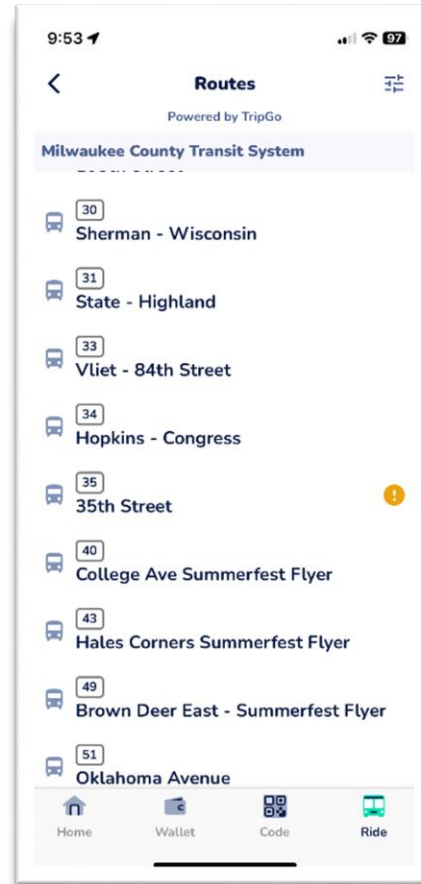 9:53
97
Routes
Powered by TripGo
Milwaukee County Transit System
30
Sherman - Wisconsin
31
State - Highland
33
Vliet - 84th Street
34
Hopkins - Congress
35
35th Street
40
College Ave Summerfest Flyer
43
Hales Corners Summerfest Flyer
49
Brown Deer East - Summerfest Flyer
51
Oklahoma Avenue
Home Wallet Code Ride